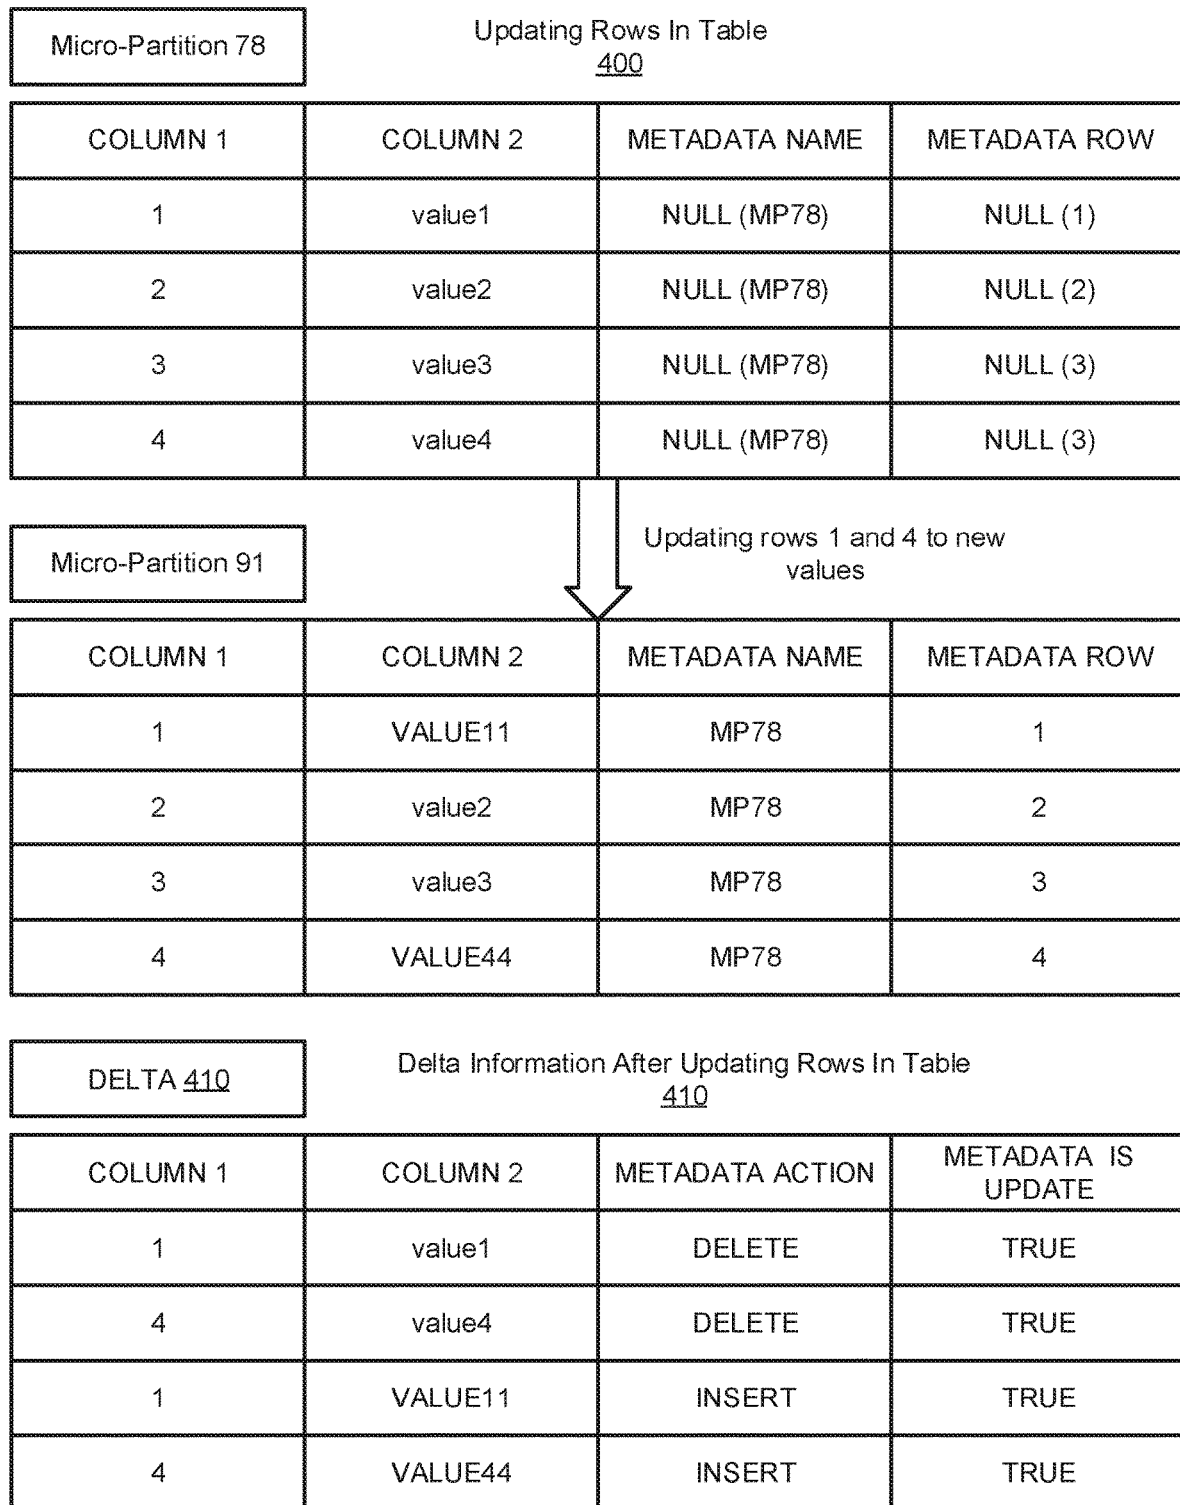 Micro-Partition 78
Updating Rows In Table
400
COLUMN 1 COLUMN 2 METADATA NAME METADATA ROW
1 value1 NULL (MP78) NULL (1)
2 value2 NULL (MP78) NULL (2)
3 value3 NULL (MP78) NULL (3)
4 value4 NULL (MP78) NULL (3)
Updating rows 1 and 4 to new
values
Micro-Partition 91
COLUMN 1 COLUMN 2 METADATA NAME METADATA ROW
1 VALUE11 MP78 1
2 value2 MP78 2
3 value3 MP78 3
4 VALUE44 MP78 4
DELTA 410
Delta Information After Updating Rows In Table
410
COLUMN 1 COLUMN 2 METADATA ACTION METADATA IS
UPDATE
1 value1 DELETE TRUE
4 value4 DELETE TRUE
1 VALUE11 INSERT TRUE
4 VALUE44 INSERT TRUE